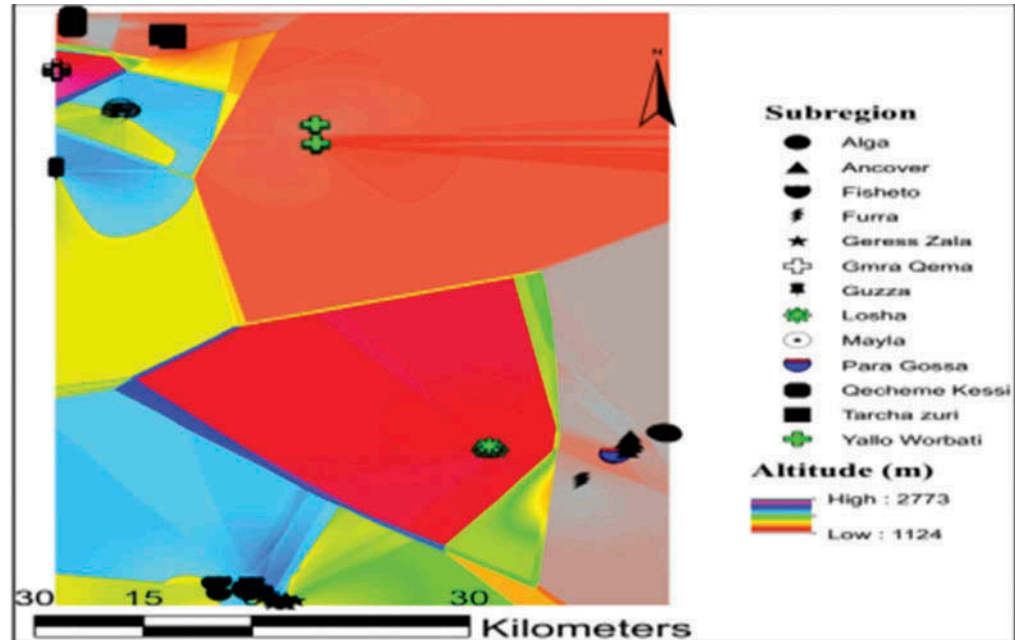 N
Subregion
Alga
Ancover
Fisheto
Furra
Geress Zala
Gmra Qema
Guzza
Losha
Mayla
Para Gossa
Qecheme Kessi
Tarcha zuri
Yallo Worbati
Altitude (m)
High : 2773
Low : 1124
30 15 30
Kilometers